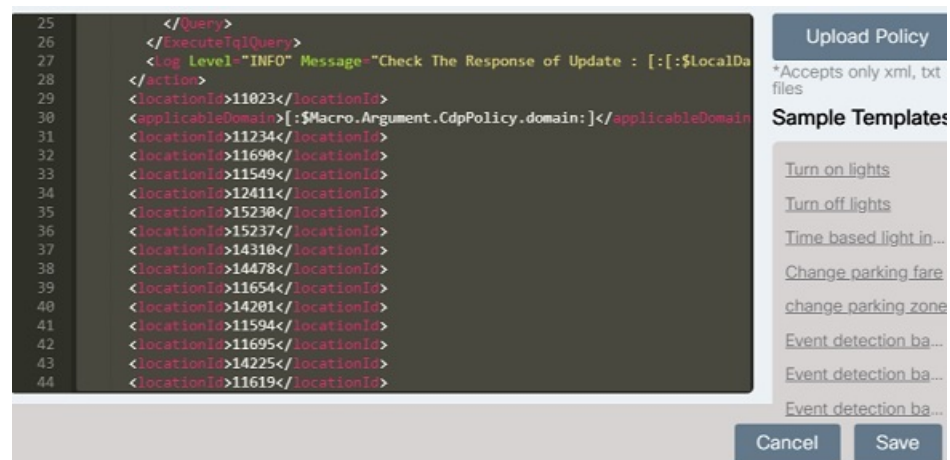 25 </Query>
26 </ExecuteTqlQuery>
27 <Log Level="INFO" Message="Check The Response of Update : [:[:$LocalDa
28 </action>
29 <locationId>11023</locationId>
30 <applicableDomain>[:$Macro.Argument.CdpPolicy.domain:]</applicableDomain
31 <locationId>11234</locationId>
32 <locationId>11690</locationId>
33 <locationId>11549</locationId>
34 <locationId>12411</locationId>
35 <locationId>15230</locationId>
36 <locationId>15237</locationId>
37 <locationId>14310</locationId>
38 <locationId>14478</locationId>
39 <locationId>11654</locationId>
40 <locationId>14201</locationId>
41 <locationId>11594</locationId>
42 <locationId>11695</locationId>
43 <locationId>14225</locationId>
44 <locationId>11619</locationId>
Upload Policy
*Accepts only xml, txt
files
Sample Templates
Turn on lights
Turn off lights
Time based light in...
Change parking fare
change parking zone
Event detection ba...
Event detection ba...
Event detection ba...
Cancel
Save